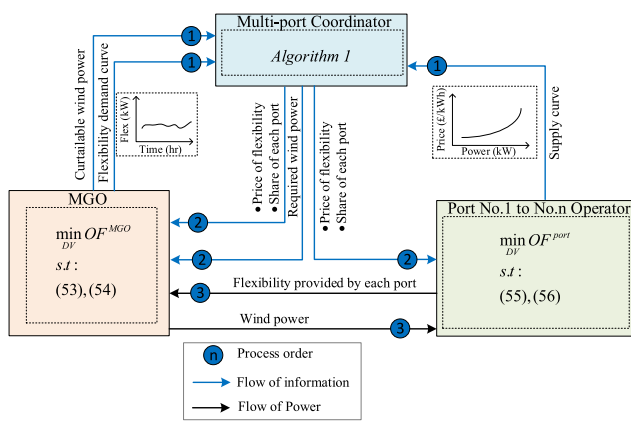 Multi-port Coordinator
Algorithm 1
1
1
1
Curtailable wind power
Flexibility demand curve
Flex (kW)
Time (hr)
• Price of flexibility
• Share of each port
Required wind power
• Price of flexibility
• Share of each port
Price (£/kWh)
Power (kW)
Supply curve
MGO
min OF^MGO
DV
s.t :
(53),(54)
2
2
2
Port No.1 to No.n Operator
min OF^port
DV
s.t :
(55),(56)
Flexibility provided by each port
3
Wind power
3
n Process order
Flow of information
Flow of Power